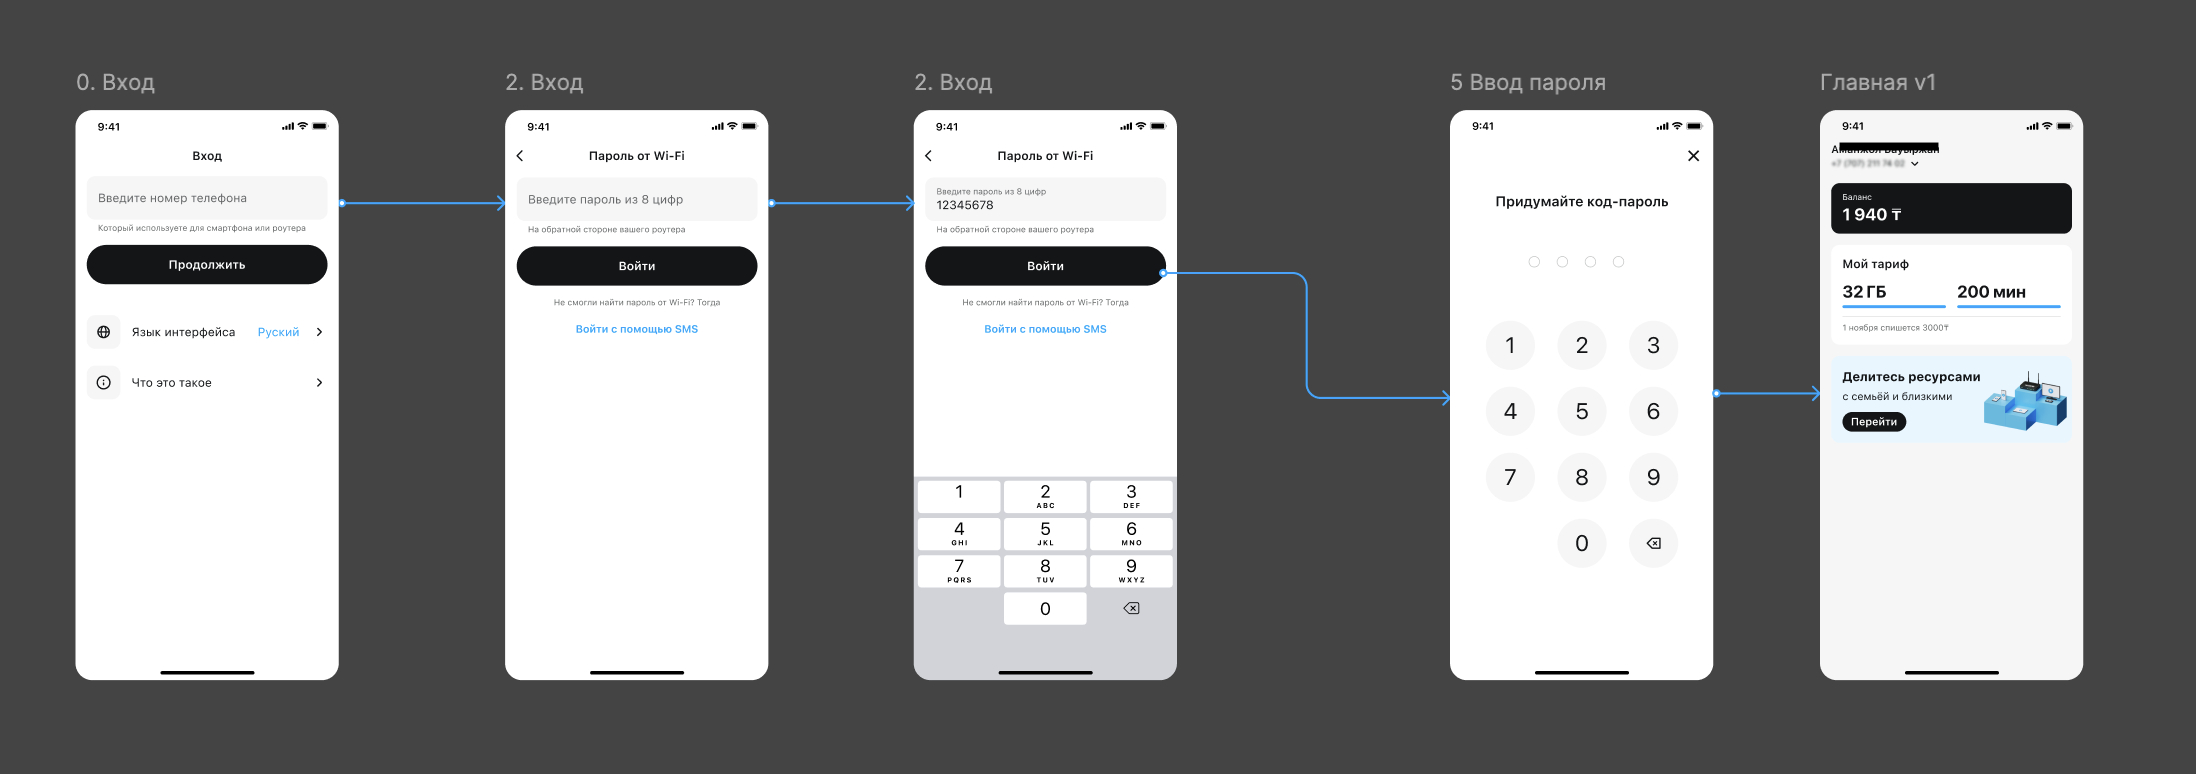 0. Вход
9:41
Вход
Введите номер телефона
Который используете для смартфона или роутера
Продолжить
Язык интерфейса Руский
Что это такое
2. Вход
9:41
Пароль от Wi-Fi
Введите пароль из 8 цифр
На обратной стороне вашего роутера
Войти
Не смогли найти пароль от Wi-Fi? Тогда
Войти с помощью SMS
2. Вход
9:41
Пароль от Wi-Fi
Введите пароль из 8 цифр
12345678
На обратной стороне вашего роутера
Войти
Не смогли найти пароль от Wi-Fi? Тогда
Войти с помощью SMS
1 2 3
ABC DEF
4 5 6
GHI JKL MNO
7 8 9
PQRS TUV WXYZ
0
5 Ввод пароля
9:41
Придумайте код-пароль
1 2 3
4 5 6
7 8 9
0
Главная v1
9:41
Баланс
1 940 ₸
Мой тариф
32 ГБ 200 мин
1 ноября спишется 3000₸
Делитесь ресурсами
с семьёй и близкими
Перейти